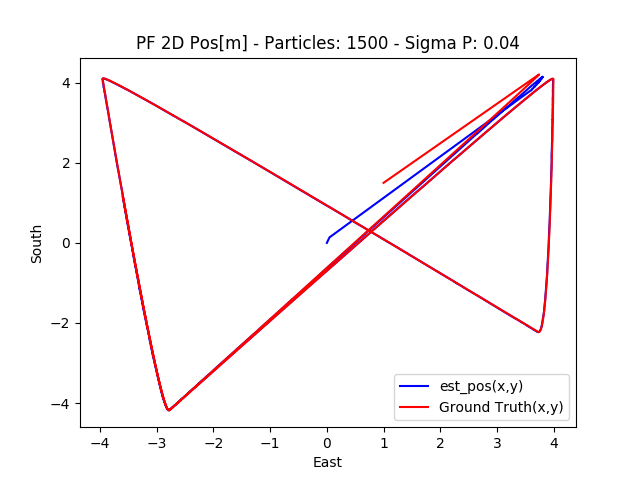 PF 2D Pos[m] - Particles: 1500 - Sigma P: 0.04
4
2
0
−2
−4
South
−4
−3
−2
−1
0
1
2
3
4
East
est_pos(x,y)
Ground Truth(x,y)